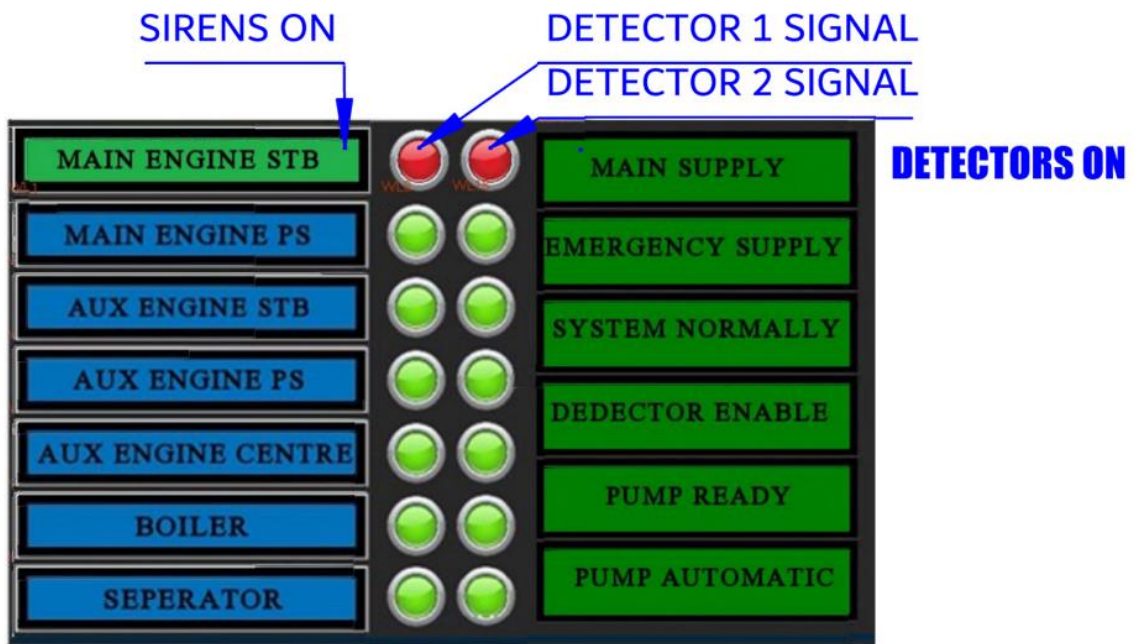 SIRENS ON
DETECTOR 1 SIGNAL
DETECTOR 2 SIGNAL
DETECTORS ON
MAIN ENGINE STB
MAIN SUPPLY
MAIN ENGINE PS
EMERGENCY SUPPLY
AUX ENGINE STB
SYSTEM NORMALLY
AUX ENGINE PS
DEDECTOR ENABLE
AUX ENGINE CENTRE
PUMP READY
BOILER
PUMP AUTOMATIC
SEPERATOR